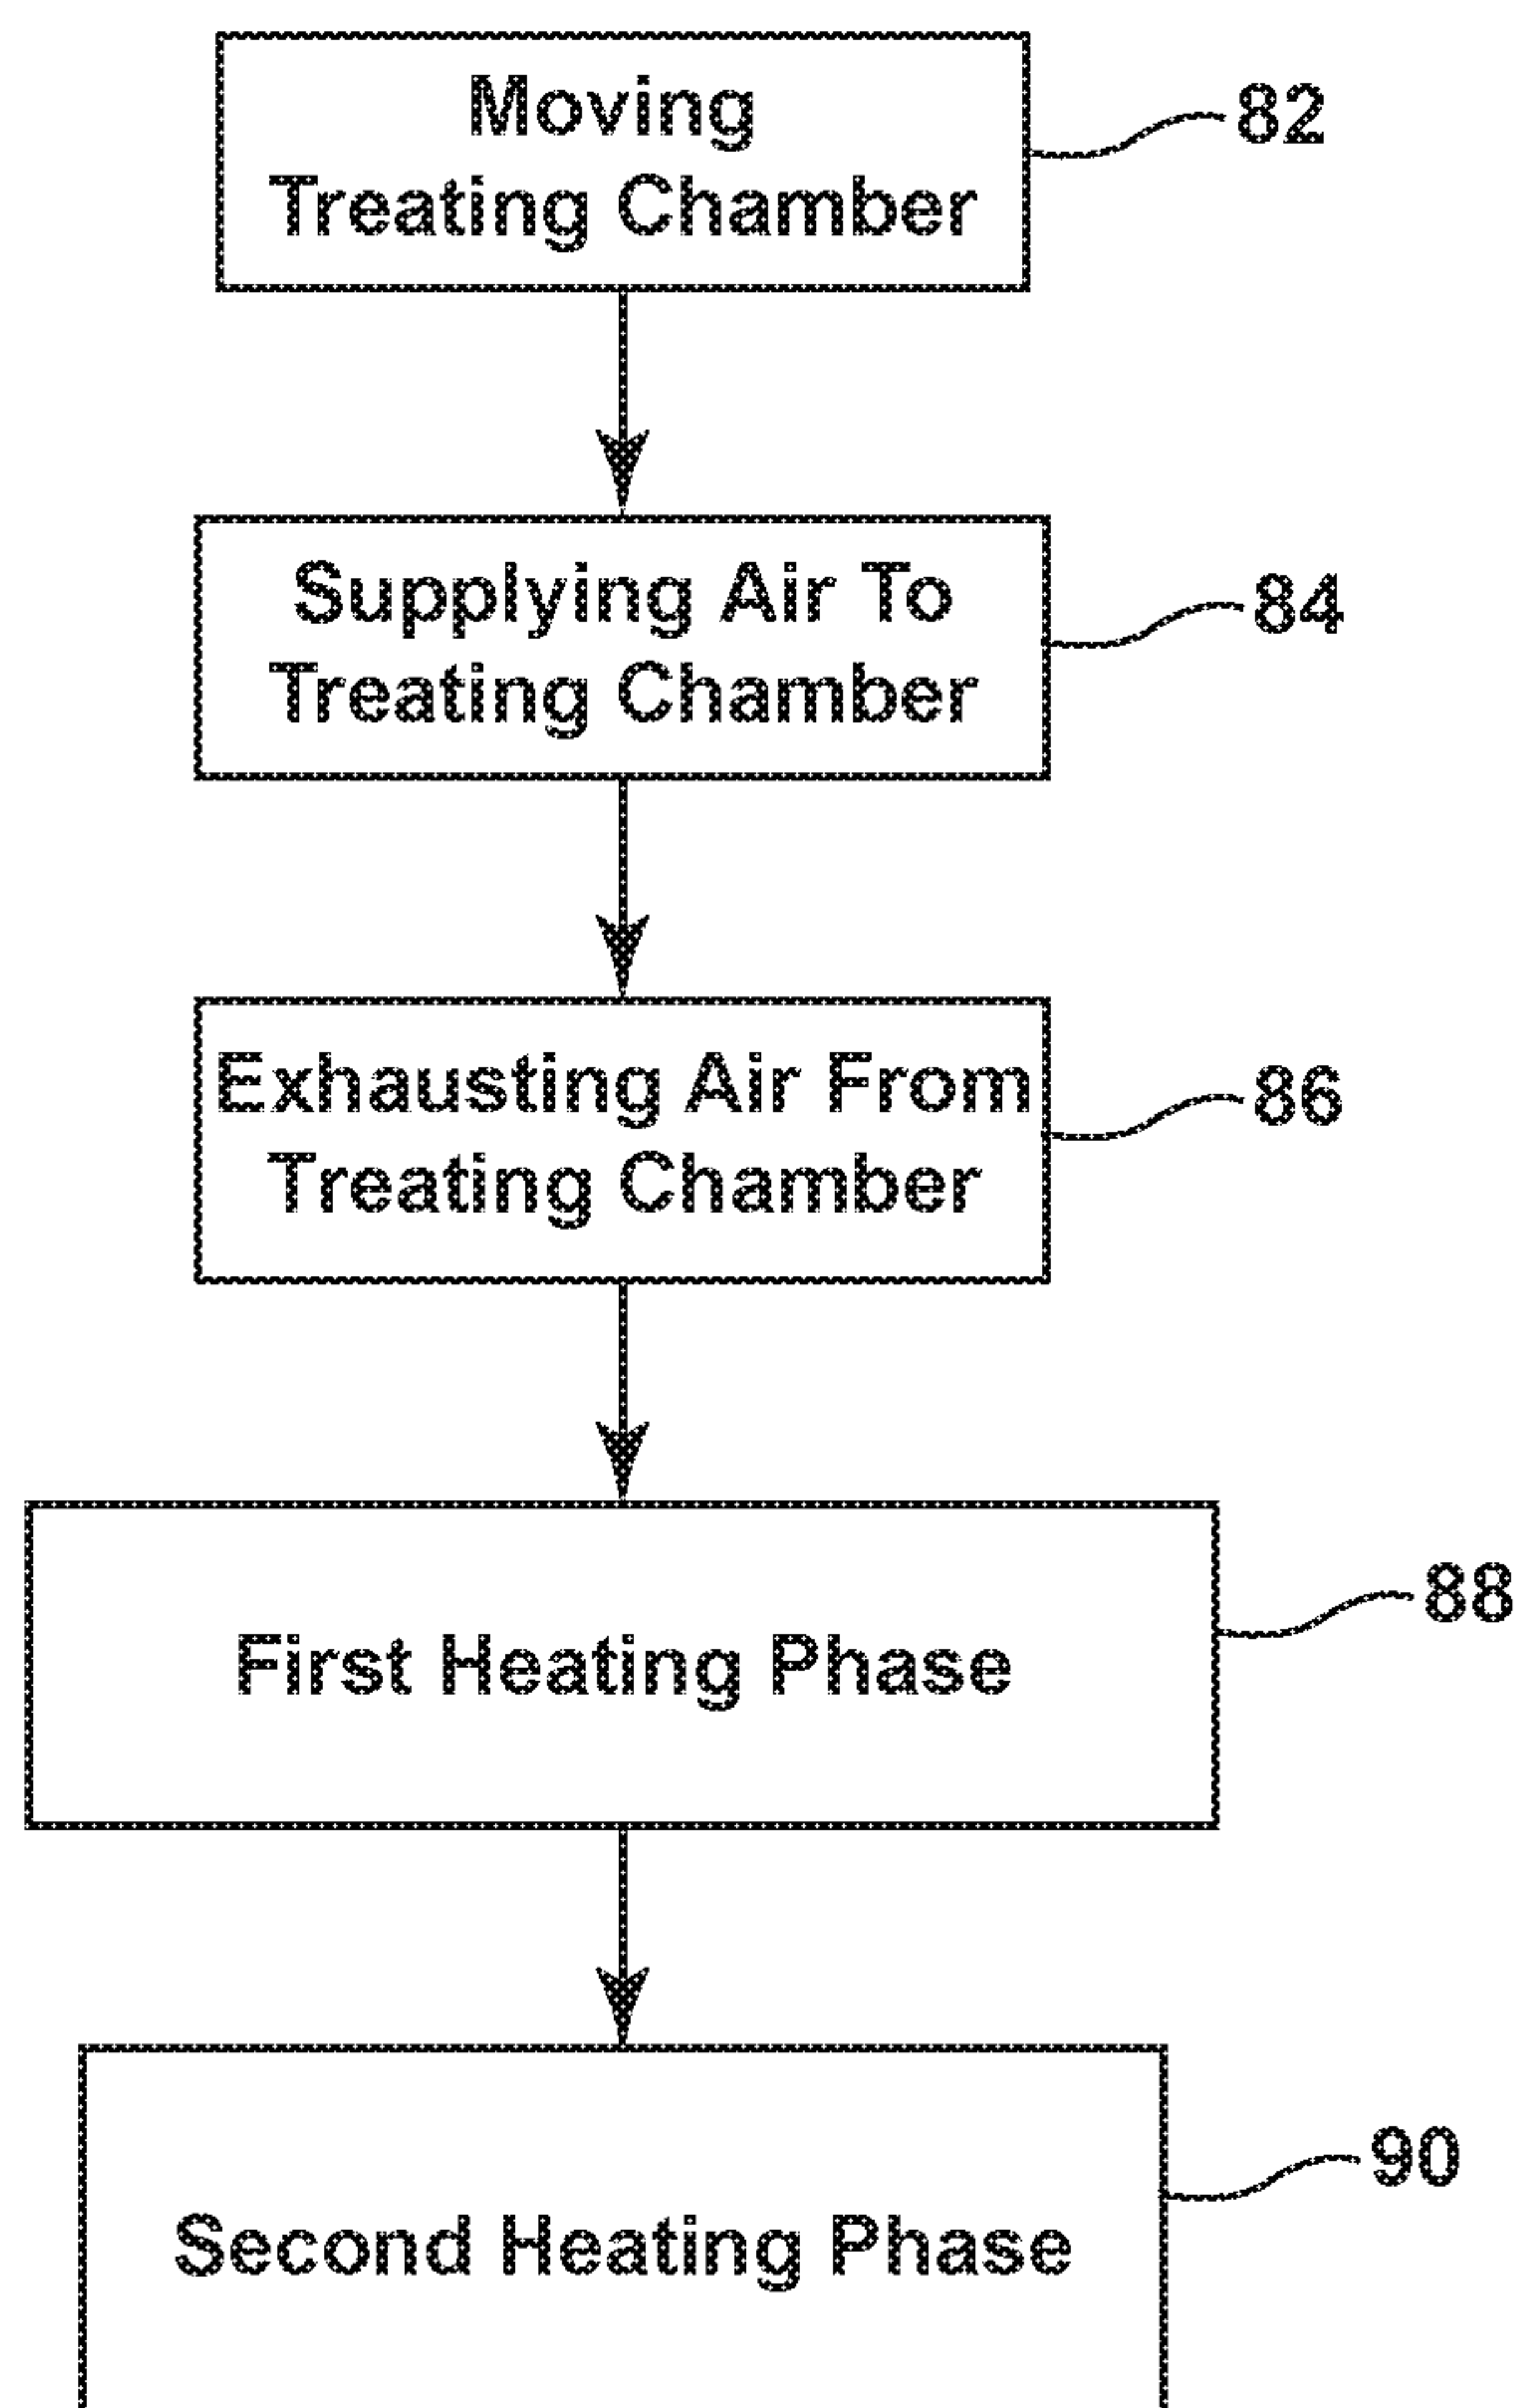 Moving
Treating Chamber
82
Supplying Air To
Treating Chamber
84
Exhausting Air From
Treating Chamber
86
First Heating Phase
88
Second Heating Phase
90